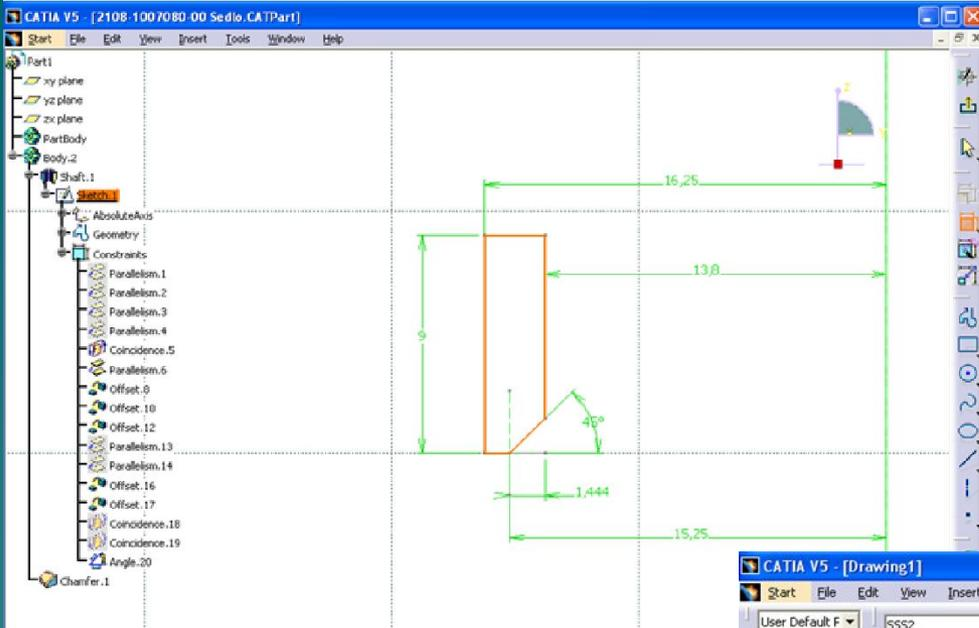 CATIA V5 - [2108-1007080-00 Sedlo.CATPart]
Start File Edit View Insert Tools Window Help
Part1
xy plane
yz plane
zx plane
PartBody
Body.2
Shaft.1
Sketch.1
AbsoluteAxis
Geometry
Constraints
Parallelism.1
Parallelism.2
Parallelism.3
Parallelism.4
Coincidence.5
Parallelism.6
Offset.8
Offset.10
Offset.12
Parallelism.13
Parallelism.14
Offset.16
Offset.17
Coincidence.18
Coincidence.19
Angle.20
Chamfer.1
z
y
16,25
13,8
9
45°
1,444
15,25
CATIA V5 - [Drawing1]
Start File Edit View Insert
User Default F SSS2